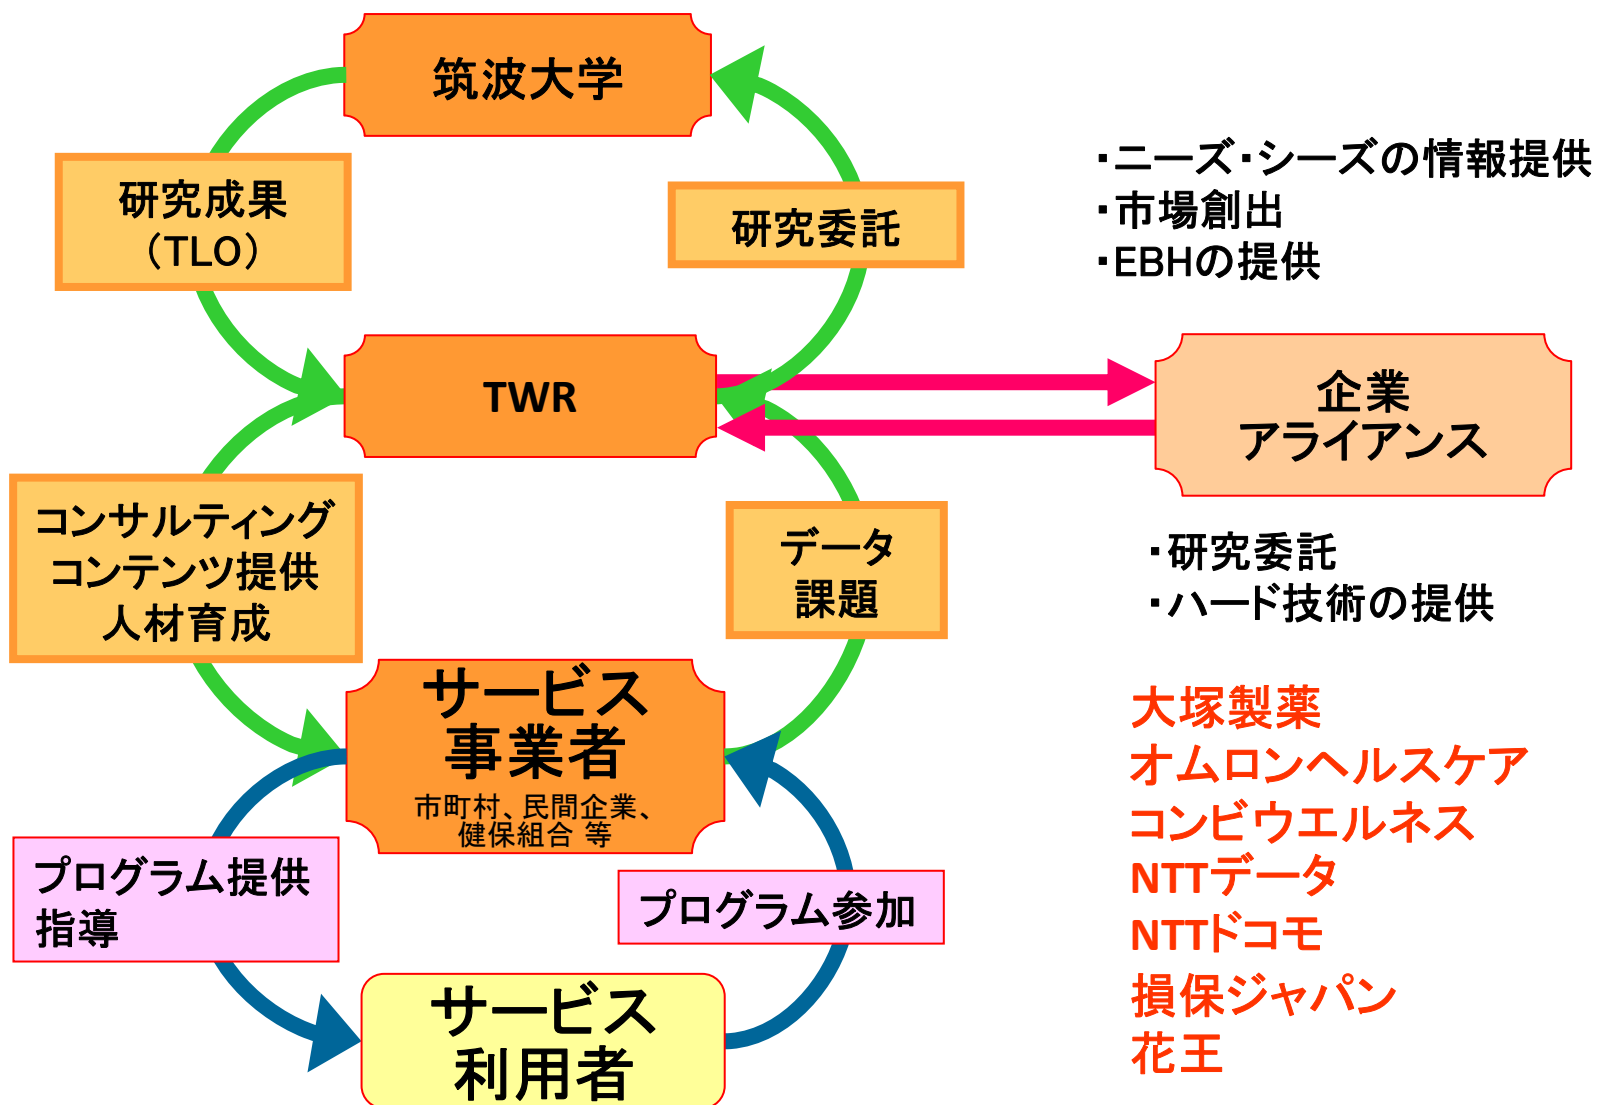 筑波大学
研究成果
（TLO）
研究委託
・ニーズ・シーズの情報提供
・市場創出
・EBHの提供
TWR
企業
アライアンス
コンサルティング
コンテンツ提供
人材育成
データ
課題
・研究委託
・ハード技術の提供
サービス
事業者
市町村、民間企業、
健保組合 等
プログラム提供
指導
プログラム参加
サービス
利用者
大塚製薬
オムロンヘルスケア
コンビウエルネス
NTTデータ
NTTドコモ
損保ジャパン
花王